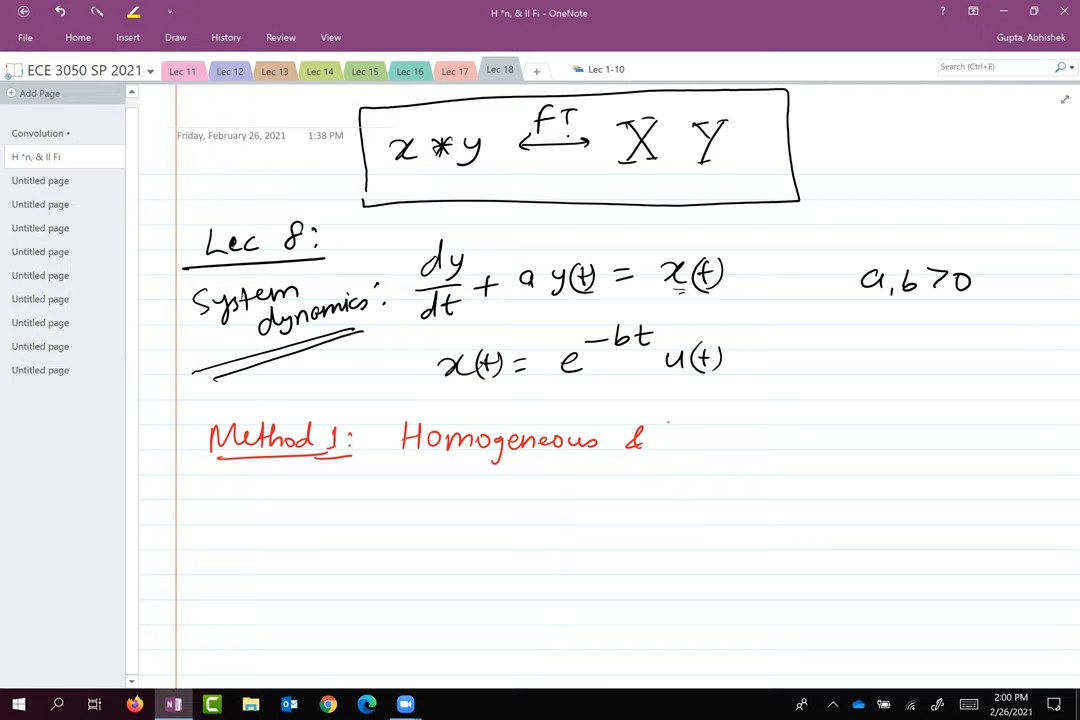 H *n, & II Fi - OneNote
?
File Home Insert Draw History Review View
Gupta, Abhishek
ECE 3050 SP 2021
Lec 11 Lec 12 Lec 13 Lec 14 Lec 15 Lec 16 Lec 17 Lec 18 + Lec 1-10
Search (Ctrl+E)
Add Page
Convolution
H *n, & II Fi
Untitled page
Untitled page
Untitled page
Untitled page
Untitled page
Untitled page
Untitled page
Untitled page
Untitled page
Friday, February 26, 2021 1:38 PM
x * y ⟷ X Y
FT
Lec 8:
System dynamics: dy/dt + a y(t) = x(t) a, b > 0
x(t) = e^{-bt} u(t)
Method 1: Homogeneous &
2:00 PM
2/26/2021